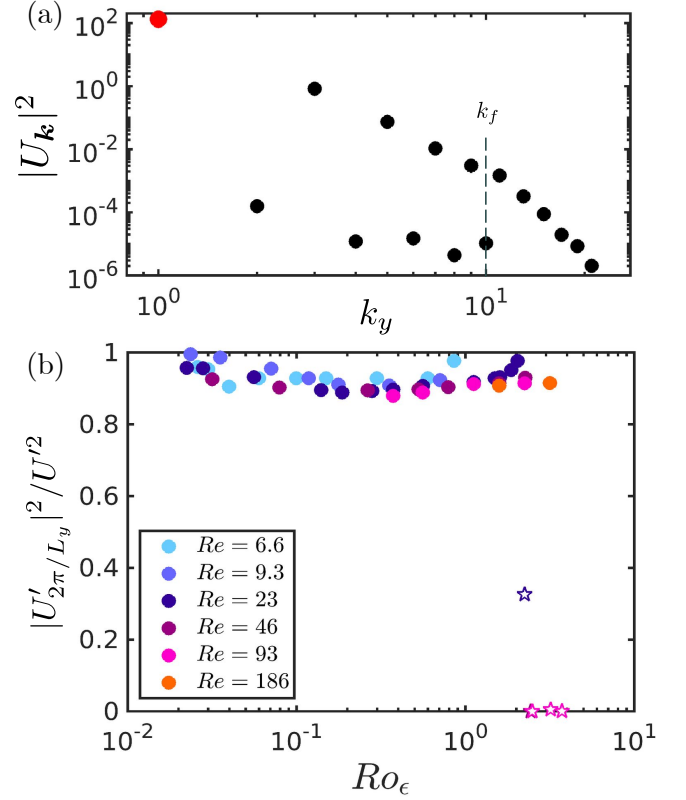 (a)
10^2
10^0
10^{-2}
10^{-4}
10^{-6}
|U_k|^2
k_f
10^0
10^1
k_y
(b)
1
0.8
0.6
0.4
0.2
0
|U'_{2π/L_y}|^2/U'^2
Re = 6.6
Re = 9.3
Re = 23
Re = 46
Re = 93
Re = 186
10^{-2}
10^{-1}
10^0
10^1
Ro_ϵ